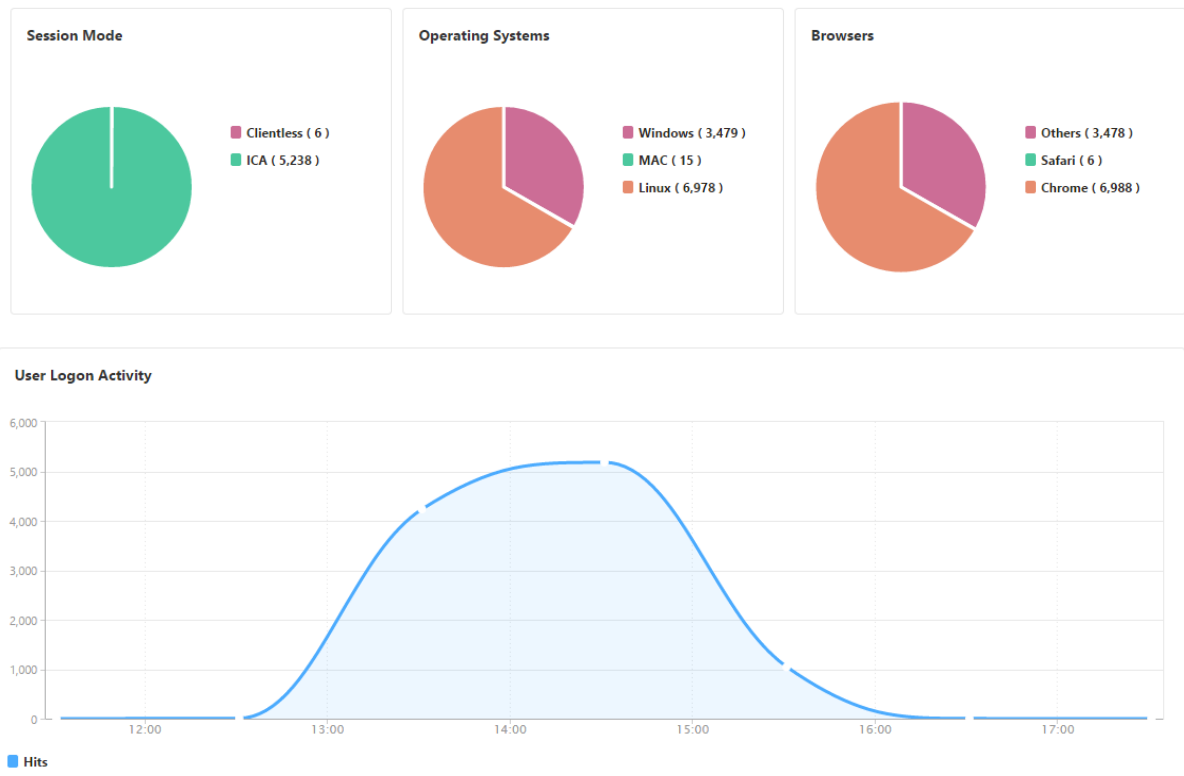 Session Mode
Clientless ( 6 )
ICA ( 5,238 )
Operating Systems
Windows ( 3,479 )
MAC ( 15 )
Linux ( 6,978 )
Browsers
Others ( 3,478 )
Safari ( 6 )
Chrome ( 6,988 )
User Logon Activity
6,000
5,000
4,000
3,000
2,000
1,000
0
12:00 13:00 14:00 15:00 16:00 17:00
Hits